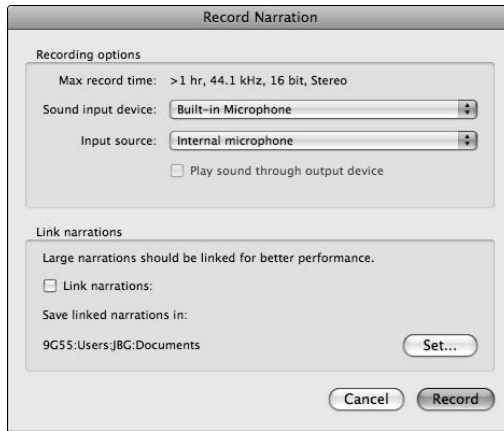 Record Narration
Recording options
Max record time: >1 hr, 44.1 kHz, 16 bit, Stereo
Sound input device: Built-in Microphone
Input source: Internal microphone
Play sound through output device
Link narrations
Large narrations should be linked for better performance.
Link narrations:
Save linked narrations in:
9G55:Users:JBG:Documents Set...
Cancel Record